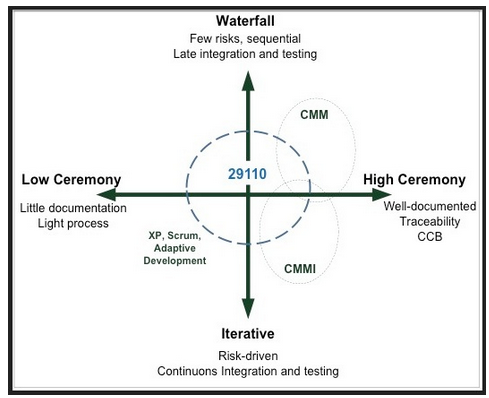 Waterfall
Few risks, sequential
Late integration and testing
CMM
29110
Low Ceremony
High Ceremony
Little documentation
Light process
Well-documented
Traceability
CCB
XP, Scrum,
Adaptive
Development
CMMI
Iterative
Risk-driven
Continuons Integration and testing